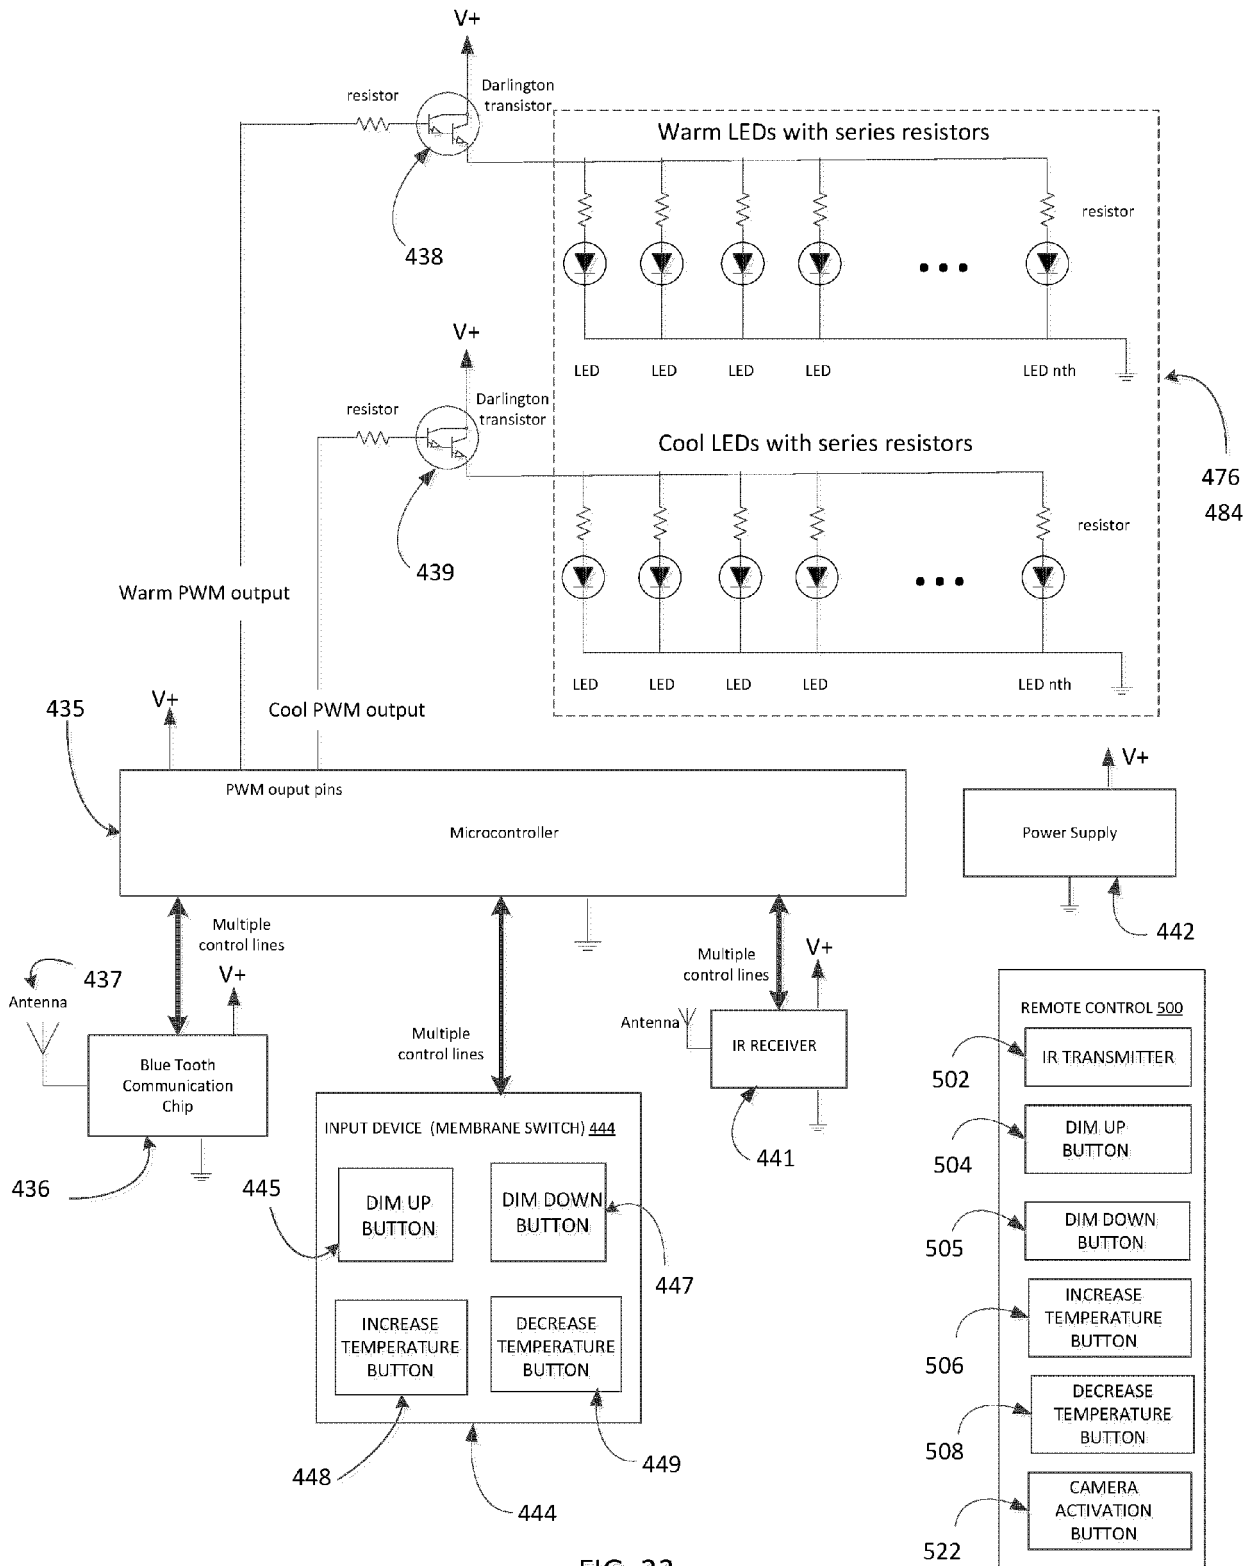 V+
Darlington
transistor
resistor
Warm LEDs with series resistors
resistor
438
LED LED LED LED LED nth
V+
Darlington
transistor
resistor
Cool LEDs with series resistors
476
484
resistor
439
Warm PWM output
LED LED LED LED LED nth
V+
435
Cool PWM output
V+
PWM ouput pins
Microcontroller
Power Supply
442
Multiple
control lines
Multiple
control lines
V+
437
V+
Antenna
Antenna
Multiple
control lines
IR RECEIVER
Blue Tooth
Communication
Chip
441
436
INPUT DEVICE (MEMBRANE SWITCH) 444
445
DIM UP
BUTTON
DIM DOWN
BUTTON
447
INCREASE
TEMPERATURE
BUTTON
DECREASE
TEMPERATURE
BUTTON
448
449
444
REMOTE CONTROL 500
IR TRANSMITTER
502
DIM UP
BUTTON
504
DIM DOWN
BUTTON
505
INCREASE
TEMPERATURE
BUTTON
506
DECREASE
TEMPERATURE
BUTTON
508
CAMERA
ACTIVATION
BUTTON
522